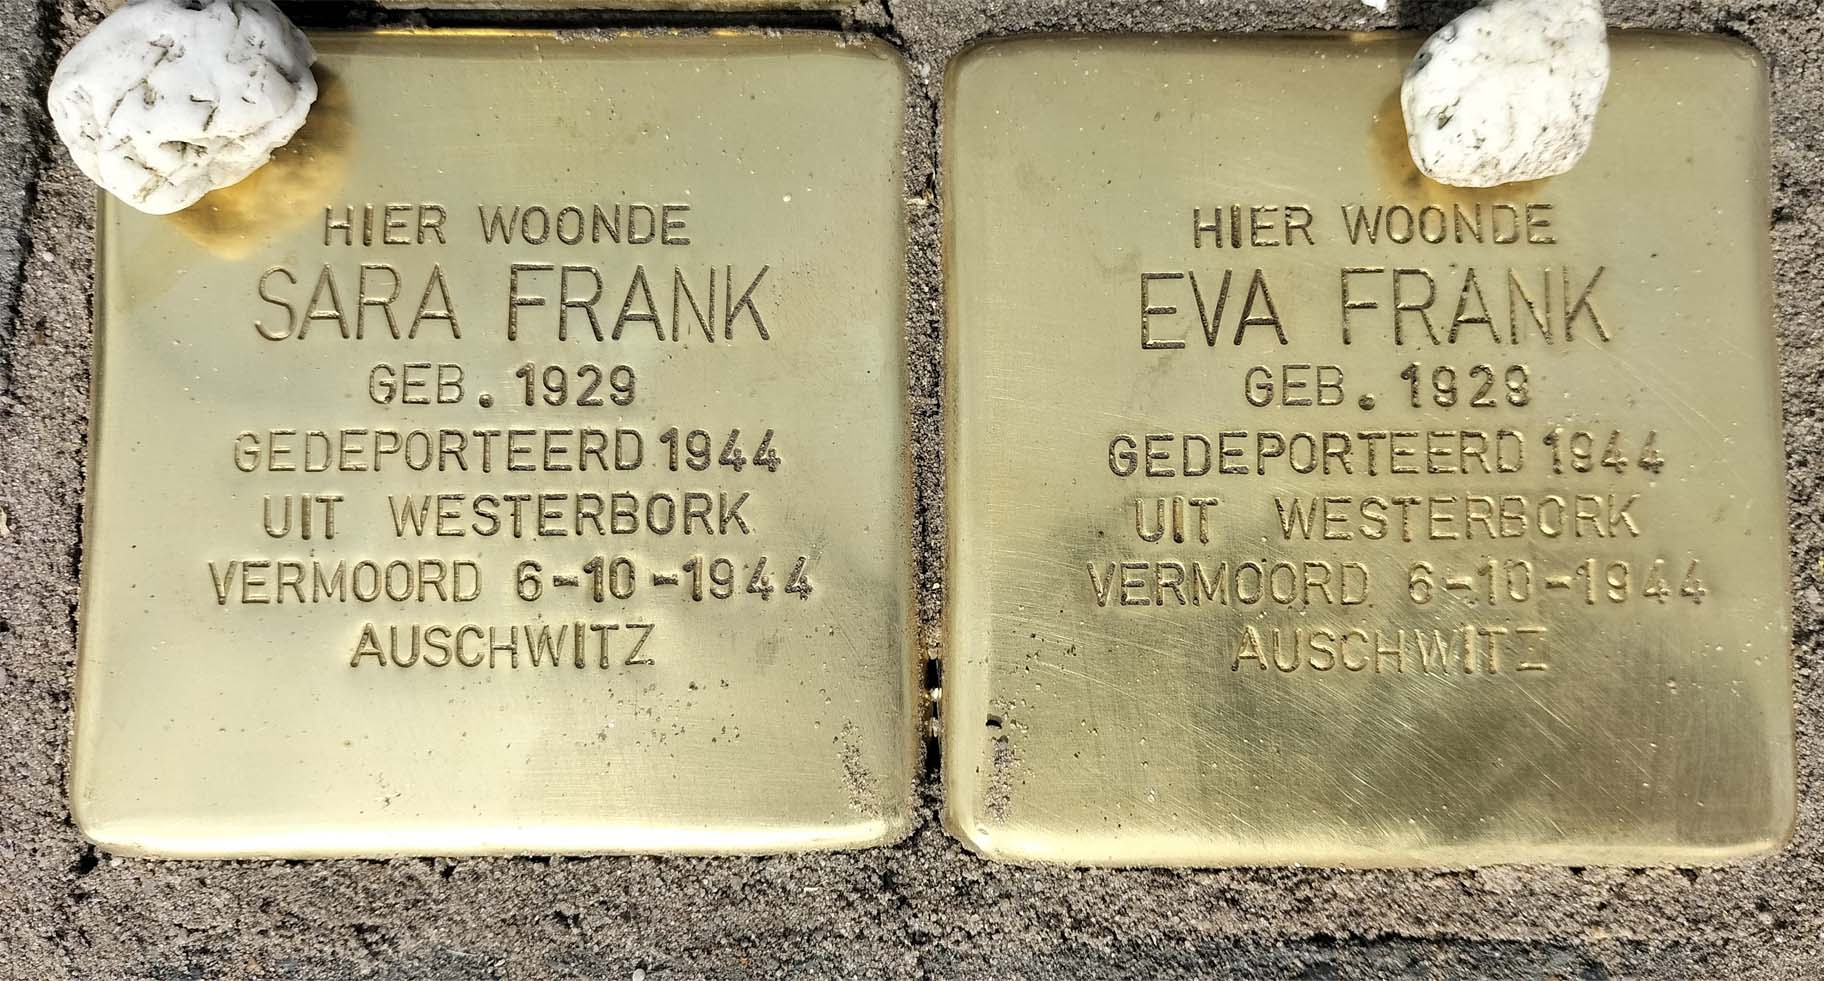 HIER WOONDE
SARA FRANK
GEB. 1929
GEDEPORTEERD 1944
UIT WESTERBORK
VERMOORD 6-10-1944
AUSCHWITZ
HIER WOONDE
EVA FRANK
GEB. 1929
GEDEPORTEERD 1944
UIT WESTERBORK
VERMOORD 6-10-1944
AUSCHWITZ